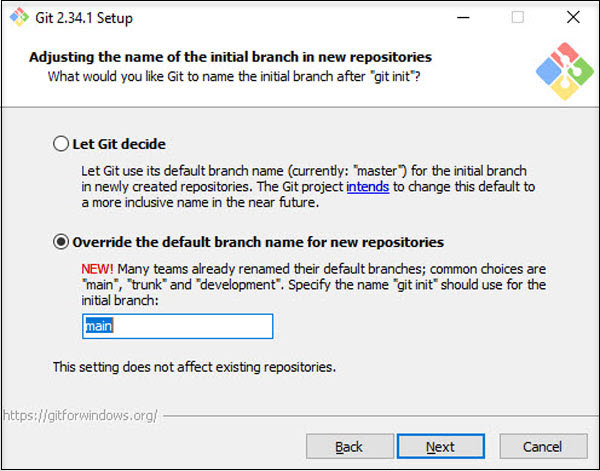 Git 2.34.1 Setup
Adjusting the name of the initial branch in new repositories
What would you like Git to name the initial branch after "git init"?
Let Git decide
Let Git use its default branch name (currently: "master") for the initial branch
in newly created repositories. The Git project intends to change this default to
a more inclusive name in the near future.
Override the default branch name for new repositories
NEW! Many teams already renamed their default branches; common choices are
"main", "trunk" and "development". Specify the name "git init" should use for the
initial branch:
main
This setting does not affect existing repositories.
https://gitforwindows.org/
Back
Next
Cancel